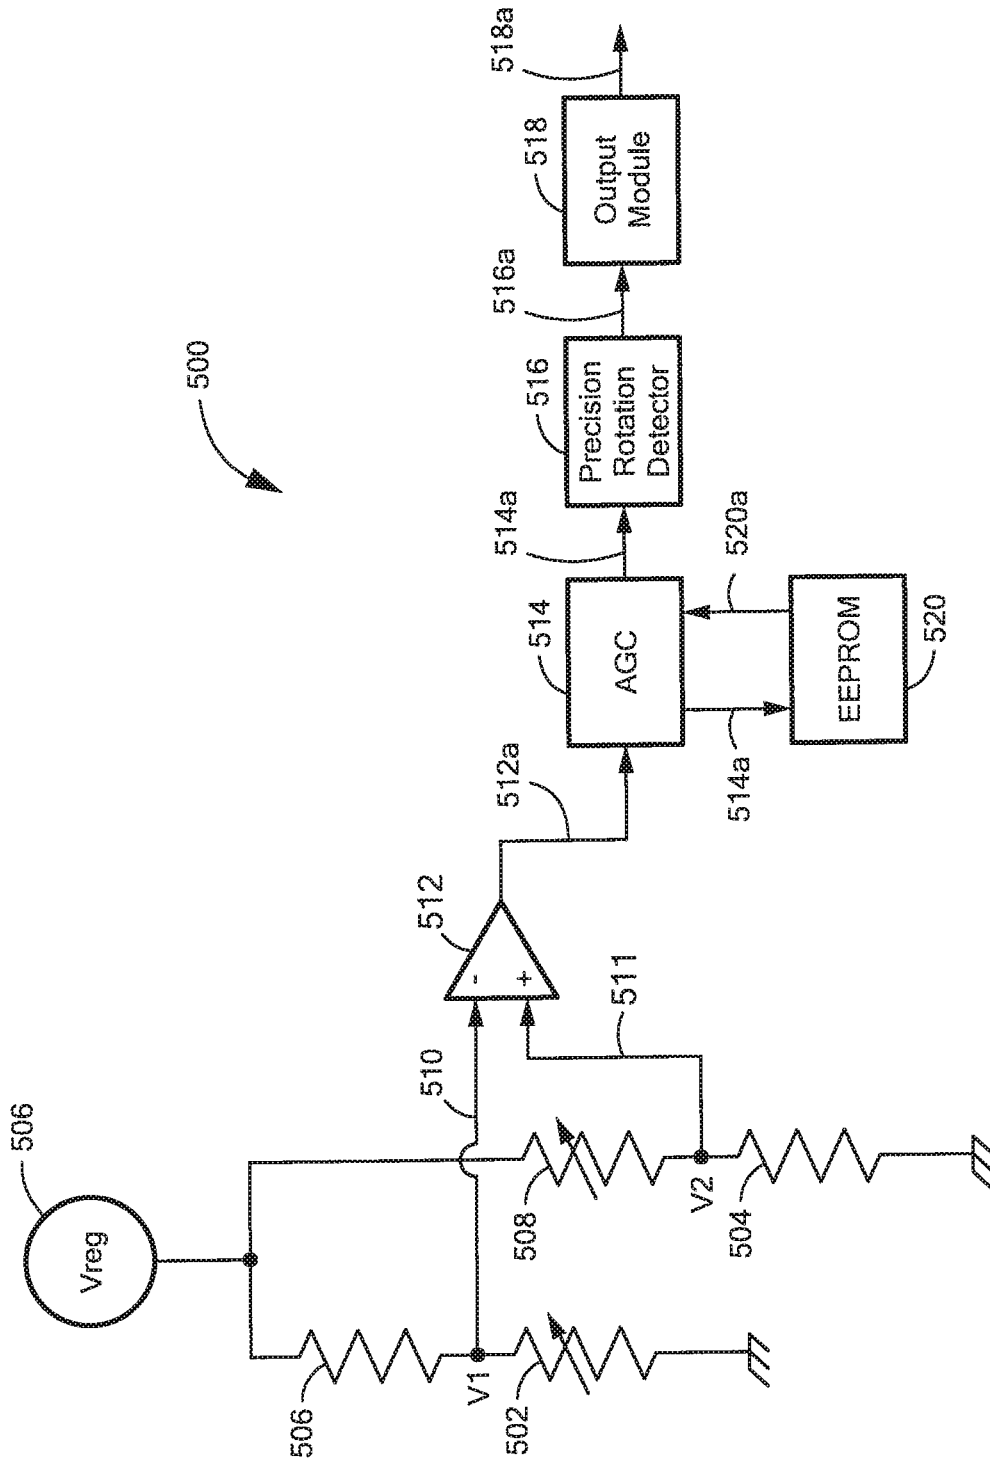 500
506
Vreg
506
V1
502
508
V2
504
510
511
512
-
+
512a
514
AGC
514a
520a
514a
EEPROM
520
516
Precision
Rotation
Detector
516a
518
Output
Module
518a